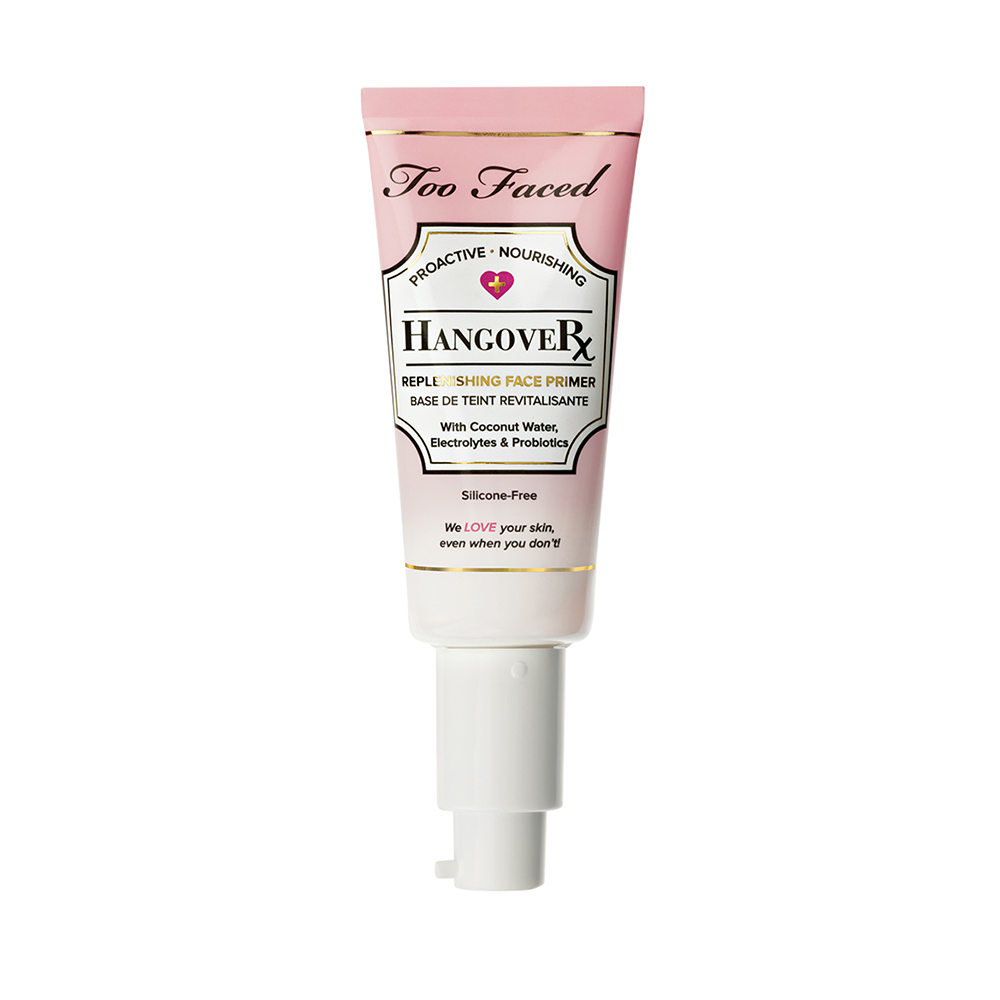 Too Faced
PROACTIVE • NOURISHING
HANGOVERx
REPLENISHING FACE PRIMER
BASE DE TEINT REVITALISANTE
With Coconut Water,
Electrolytes & Probiotics
Silicone-Free
We LOVE your skin,
even when you don't!